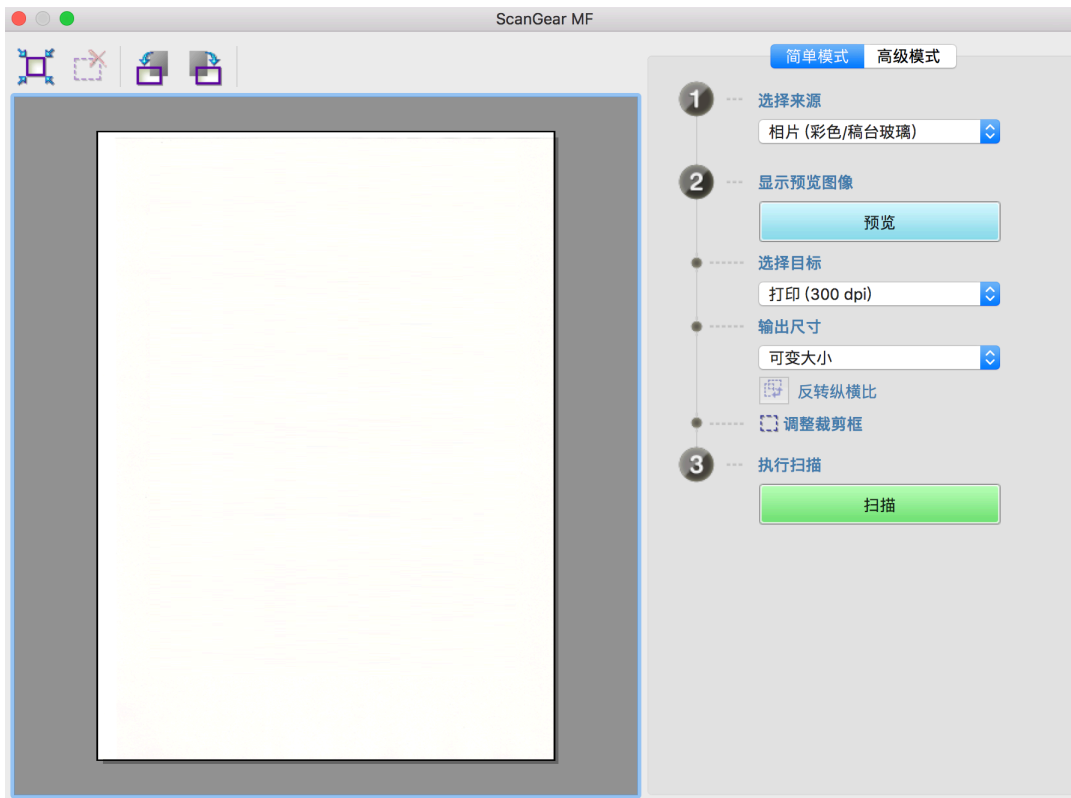 ScanGear MF
简单模式 高级模式
1 选择来源
相片 (彩色/稿台玻璃)
2 显示预览图像
预览
选择目标
打印 (300 dpi)
输出尺寸
可变大小
反转纵横比
调整裁剪框
3 执行扫描
扫描